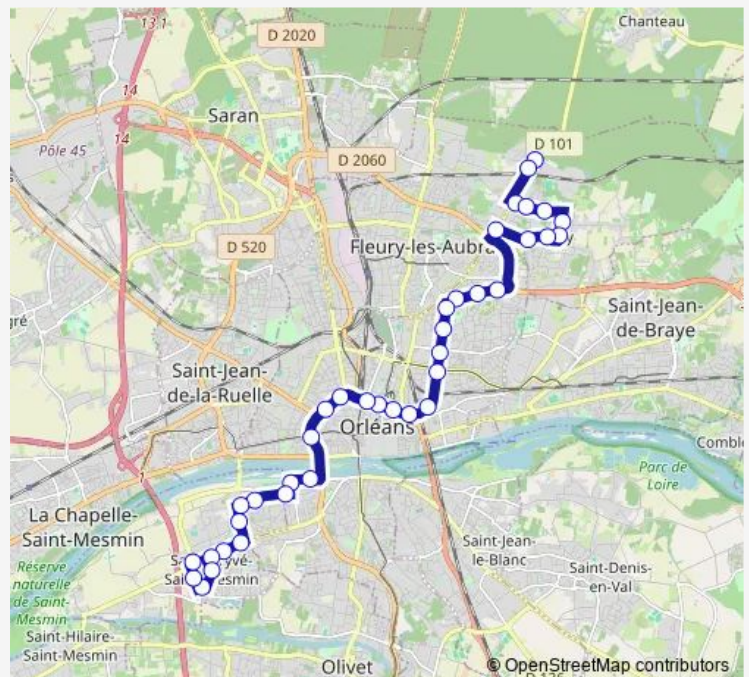 13.1
Chanteau
D 2020
14
Saran
14
Pôle 45
D 101
D 2060
D 520
Fleury-les-Aubra
y
Saint-Jean-
de-Braye
gré
Saint-Jean-
de-la-Ruelle
Orléans
Comble
Parc de
Loire
1
La Chapelle-
Saint-Mesmin
Saint-Jean-
le-Blanc
Saint-Denis-
en-Val
Réserve
naturelle
de Saint-
Mesmin
Saint-Hilaire-
Saint-Mesmin
Olivet
© OpenStreetMap contributors